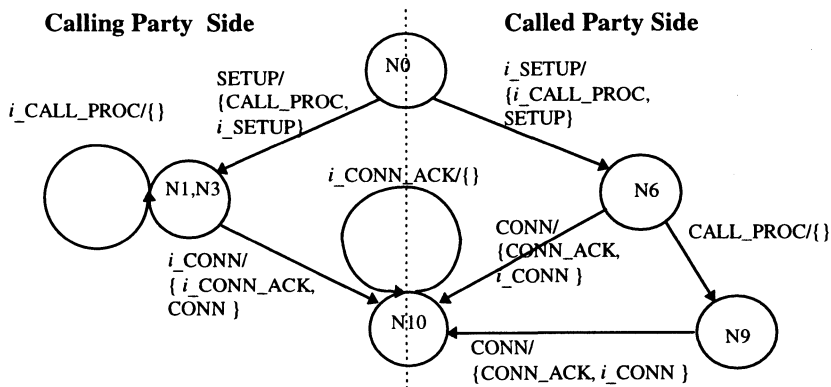 Calling Party Side
Called Party Side
N0
SETUP/
{CALL_PROC,
i_SETUP}
i_SETUP/
{i_CALL_PROC,
SETUP}
i_CALL_PROC/{}
N1,N3
i_CONN_ACK/{}
N6
i_CONN/
{ i_CONN_ACK,
CONN }
CONN/
{CONN_ACK,
i_CONN }
CALL_PROC/{}
N10
N9
CONN/
{CONN_ACK, i_CONN }